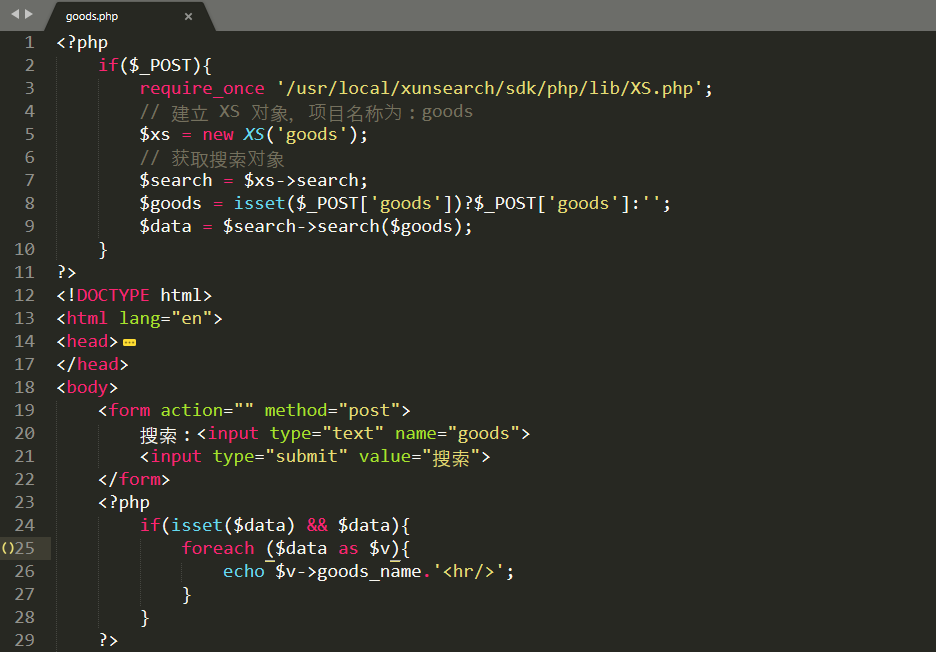 goods.php ×
1 <?php
2 if($_POST){
3 require_once '/usr/local/xunsearch/sdk/php/lib/XS.php';
4 // 建立 XS 对象，项目名称为：goods
5 $xs = new XS('goods');
6 // 获取搜索对象
7 $search = $xs->search;
8 $goods = isset($_POST['goods'])?$_POST['goods']:'';
9 $data = $search->search($goods);
10 }
11 ?>
12 <!DOCTYPE html>
13 <html lang="en">
14 <head>
17 </head>
18 <body>
19 <form action="" method="post">
20 搜索：<input type="text" name="goods">
21 <input type="submit" value="搜索">
22 </form>
23 <?php
24 if(isset($data) && $data){
25 foreach ($data as $v){
26 echo $v->goods_name.'<hr/>';
27 }
28 }
29 ?>